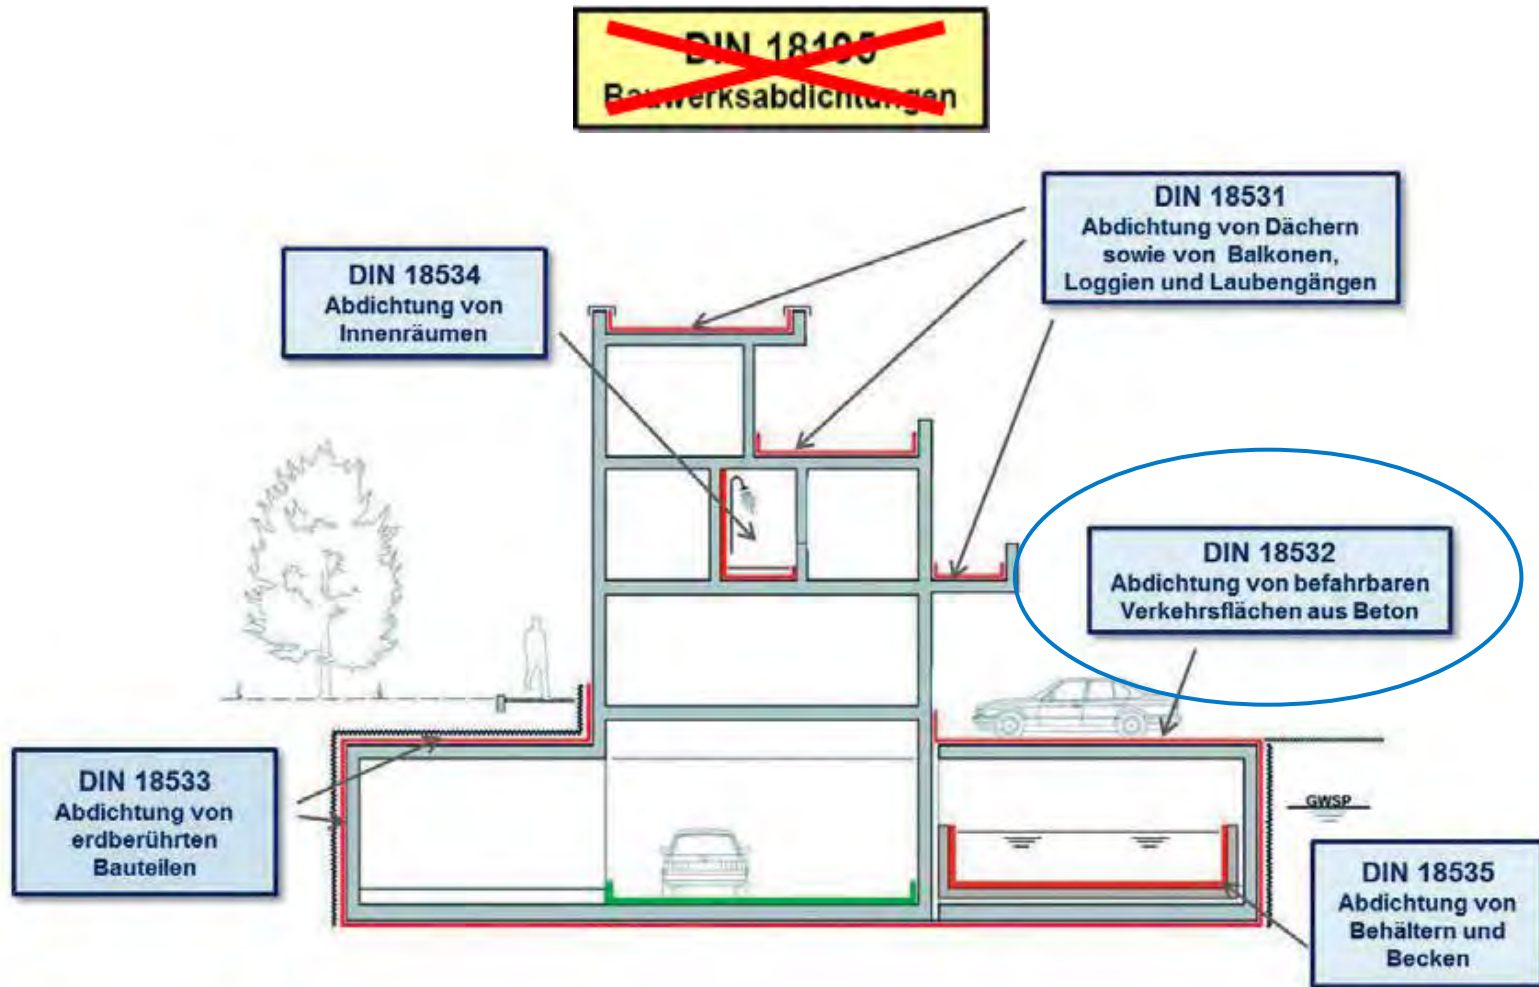 DIN 18195
Bauwerksabdichtungen
DIN 18531
Abdichtung von Dächern
sowie von Balkonen,
Loggien und Laubengängen
DIN 18534
Abdichtung von
Innenräumen
DIN 18532
Abdichtung von befahrbaren
Verkehrsflächen aus Beton
DIN 18533
Abdichtung von
erdberührten
Bauteilen
GWSP
DIN 18535
Abdichtung von
Behältern und
Becken